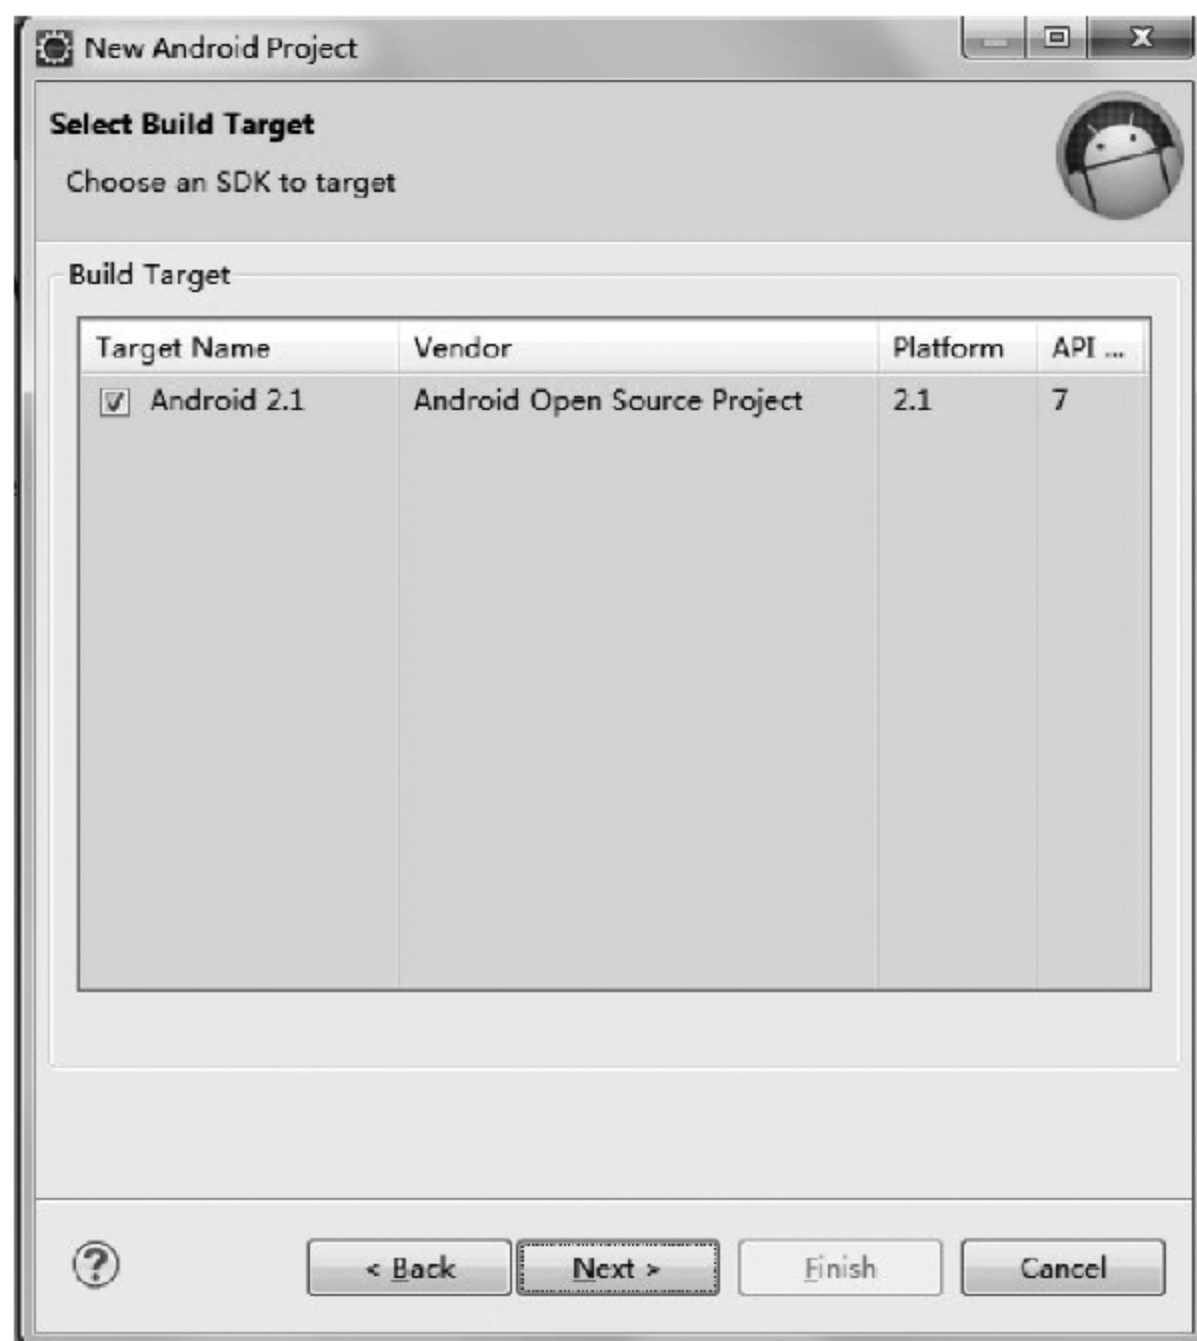 New Android Project
Select Build Target
Choose an SDK to target
Build Target
Target Name Vendor Platform API ...
Android 2.1 Android Open Source Project 2.1 7
?
< Back Next > Finish Cancel